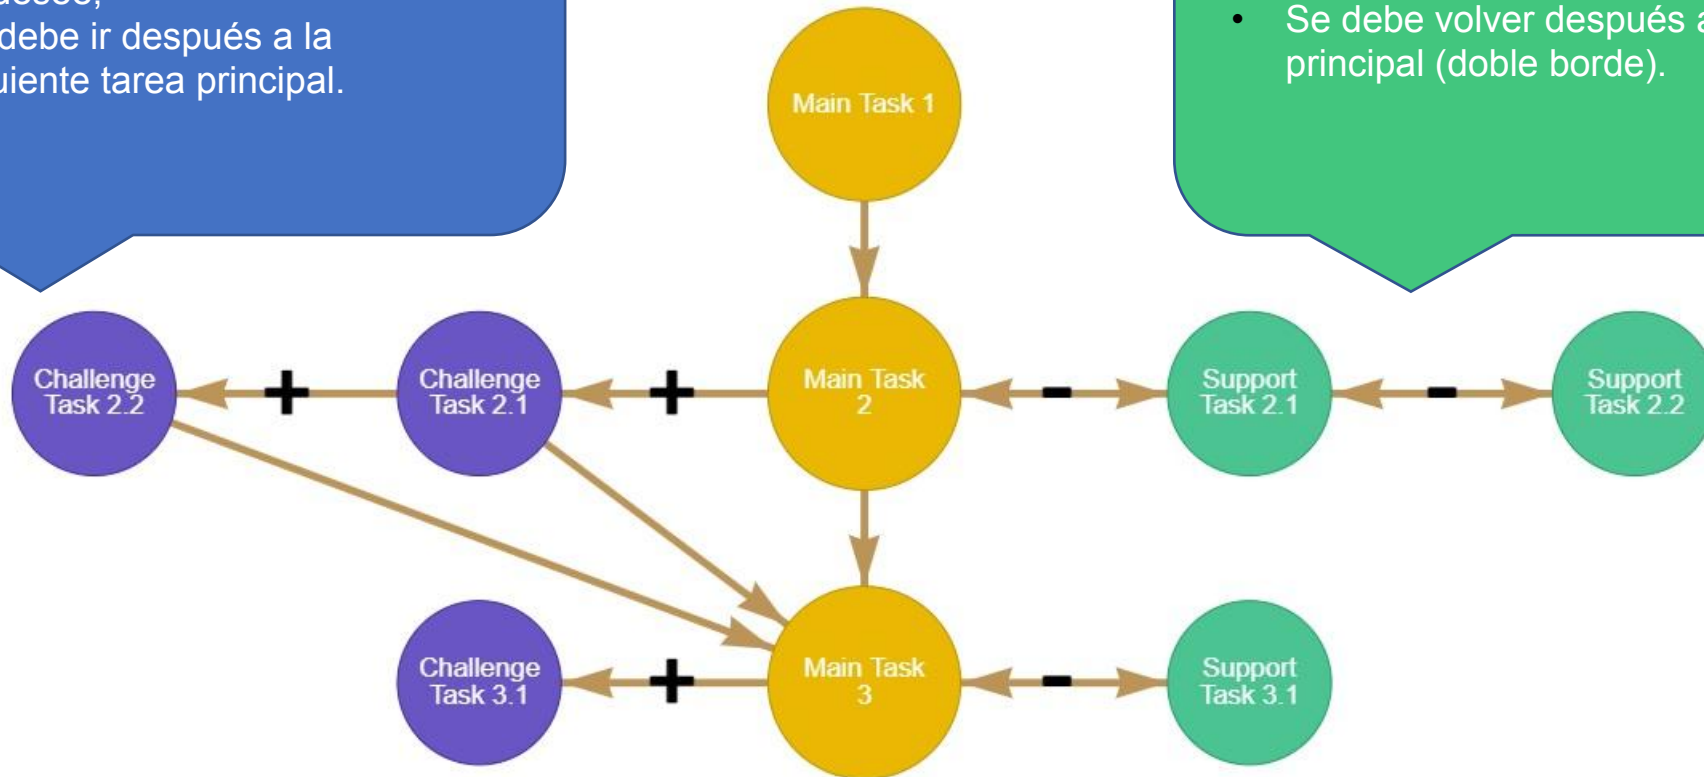 debe ir después a la
tarea principal.
• Se debe volver después
principal (doble borde).
Main Task 1
Challenge
Task 2.2
+
Challenge
Task 2.1
+
Main Task
2
-
Support
Task 2.1
-
Support
Task 2.2
Challenge
Task 3.1
+
Main Task
3
-
Support
Task 3.1